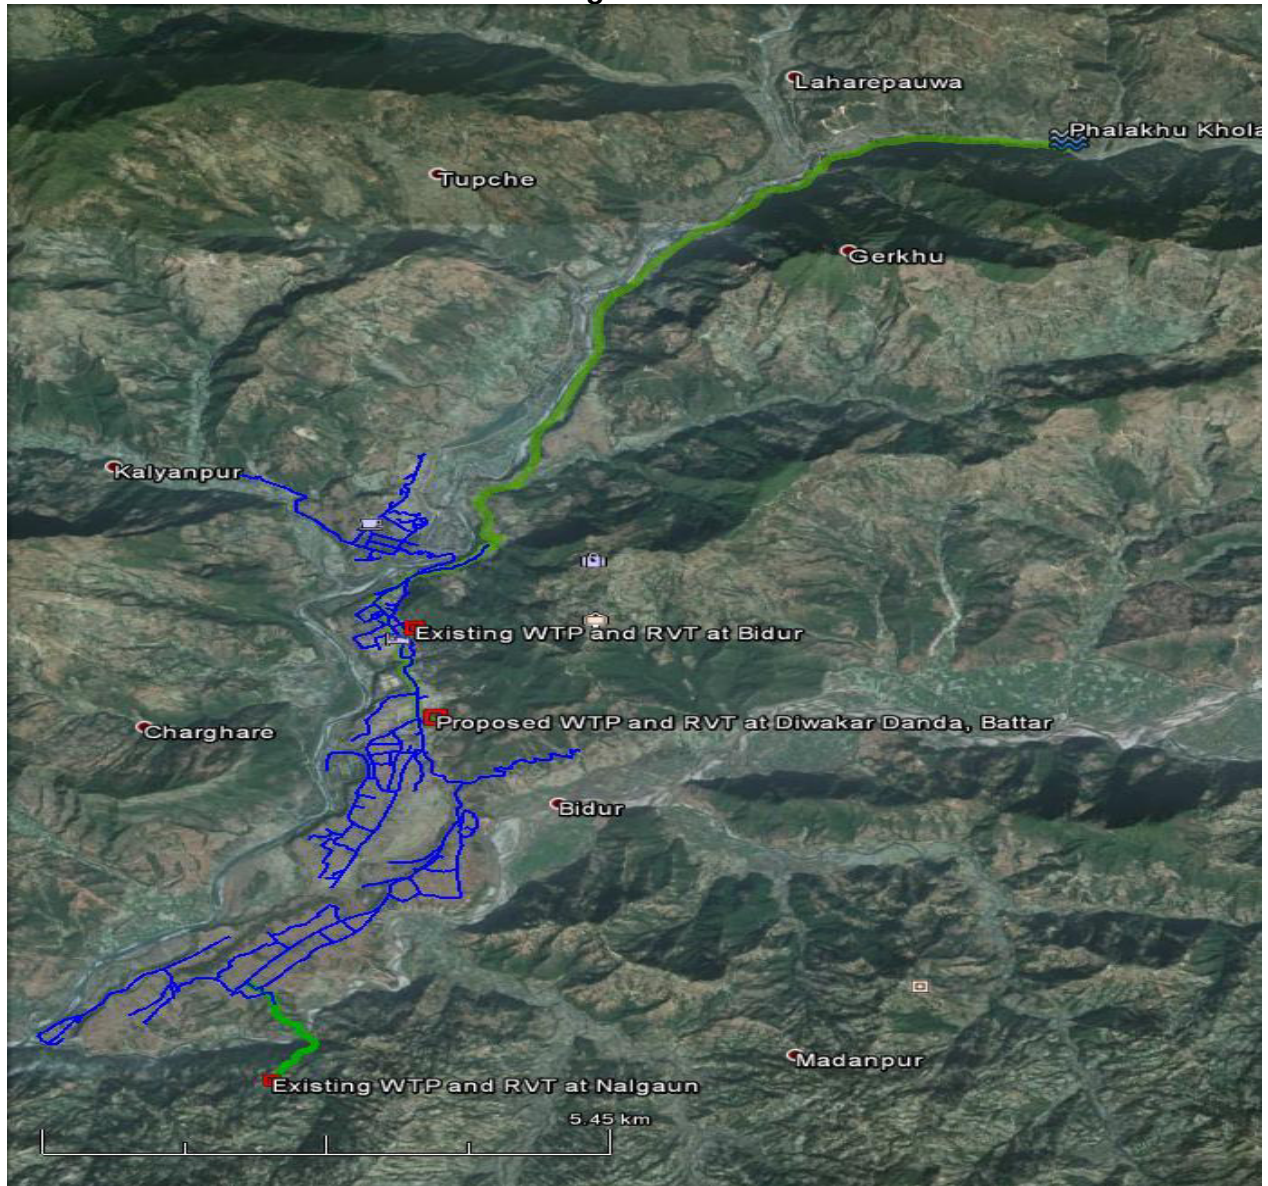 Laharepauwa
Phalakhu Khola
Tupche
Gerkhu
Kalyanpur
Existing WTP and RVT at Bidur
Proposed WTP and RVT at Diwakar Danda, Battar
Charghare
Bidur
Madanpur
Existing WTP and RVT at Nalgaun
5.45 km